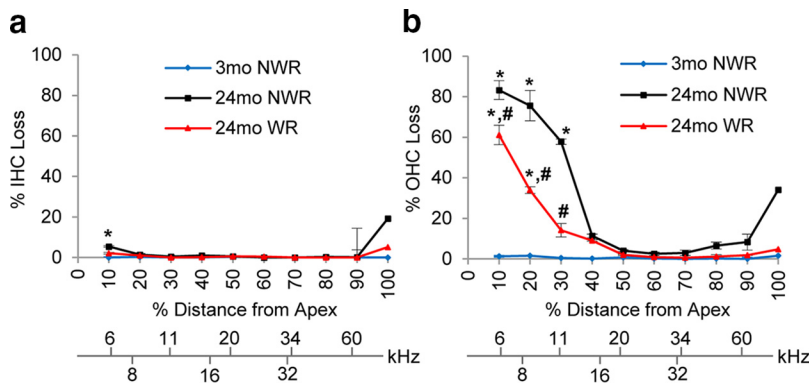 a
100
80
60
40
20
0
% IHC Loss
3mo NWR
24mo NWR
24mo WR
*
0 10 20 30 40 50 60 70 80 90 100
% Distance from Apex
6 11 20 34 60
8 16 32
kHz
b
100
80
60
40
20
0
% OHC Loss
3mo NWR
24mo NWR
24mo WR
*
*
*
*,#
*,#
#
0 10 20 30 40 50 60 70 80 90 100
% Distance from Apex
6 11 20 34 60
8 16 32
kHz